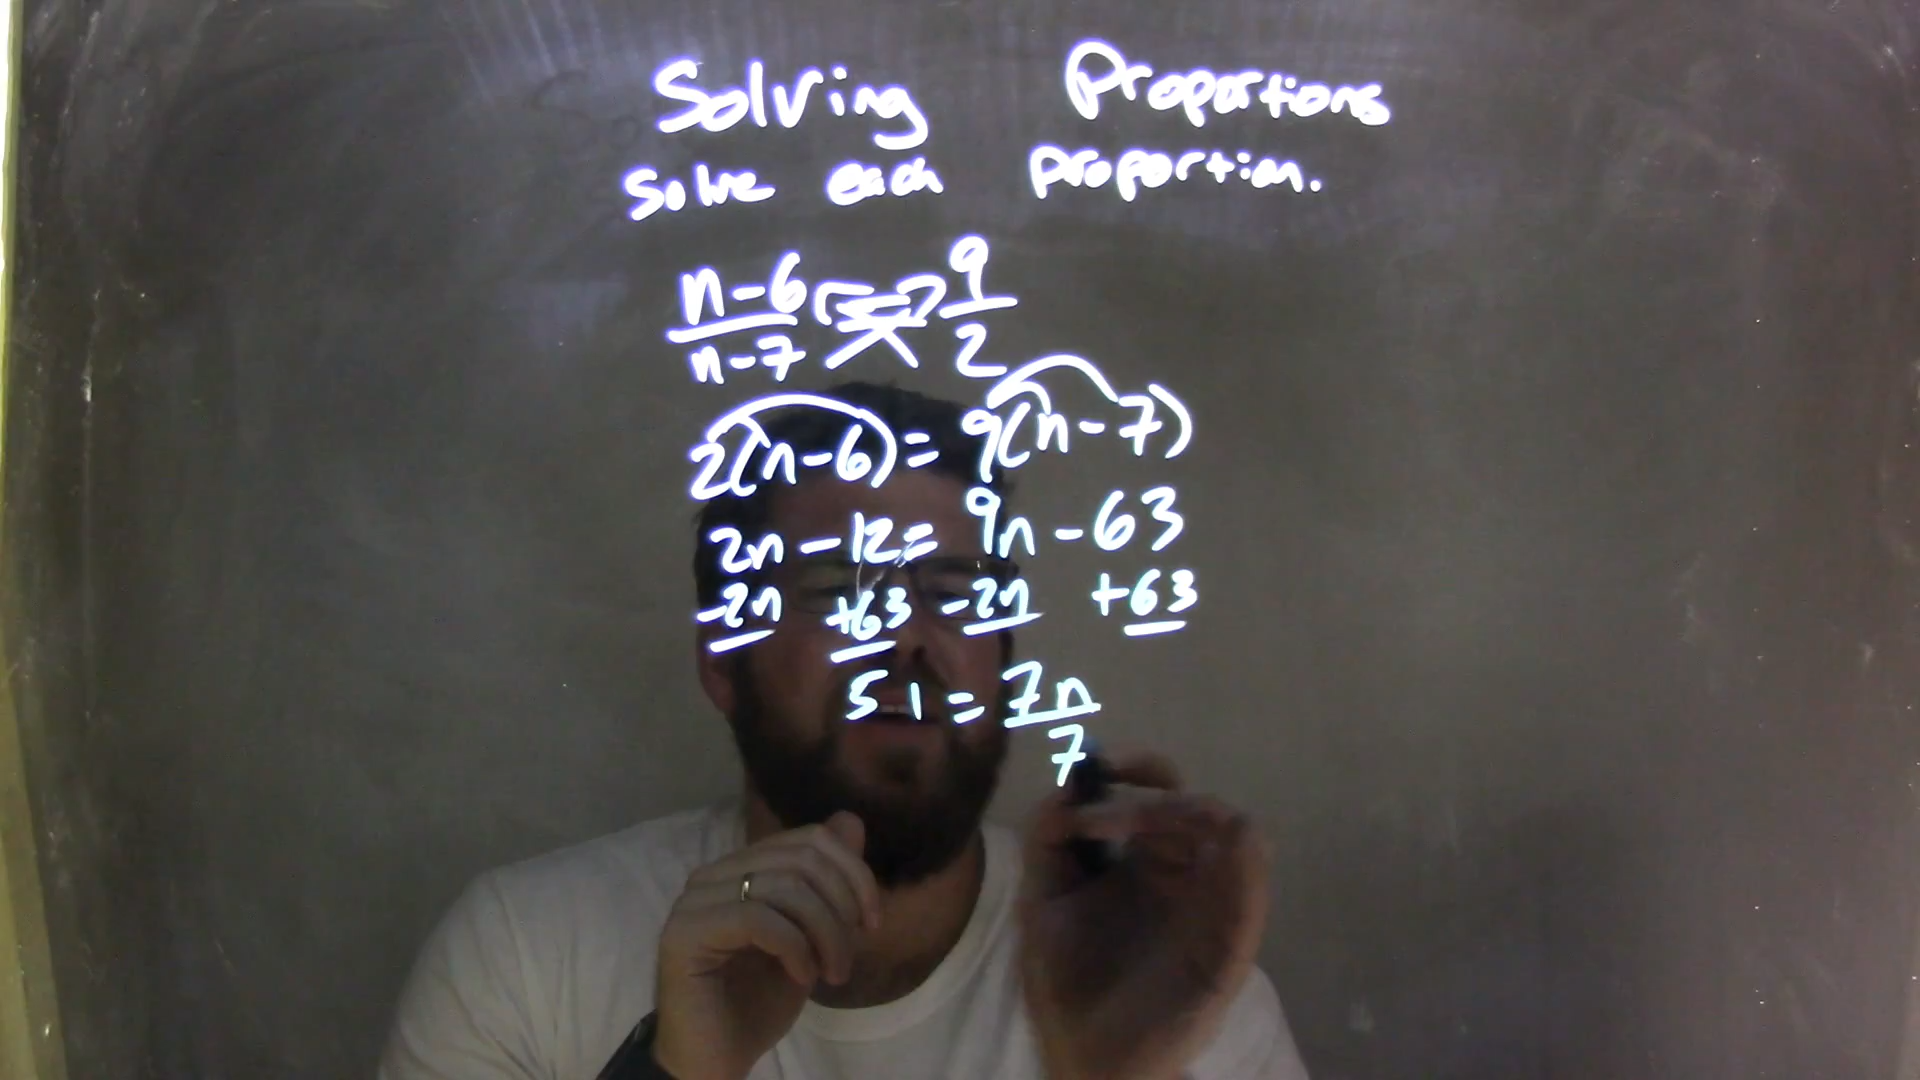 Solving Proportions
Solve each proportion.
n-6 9
n-7 2
2(n-6) = 9(n-7)
2n - 12 = 9n - 63
-2n +63 -2n +63
51 = 7n
7